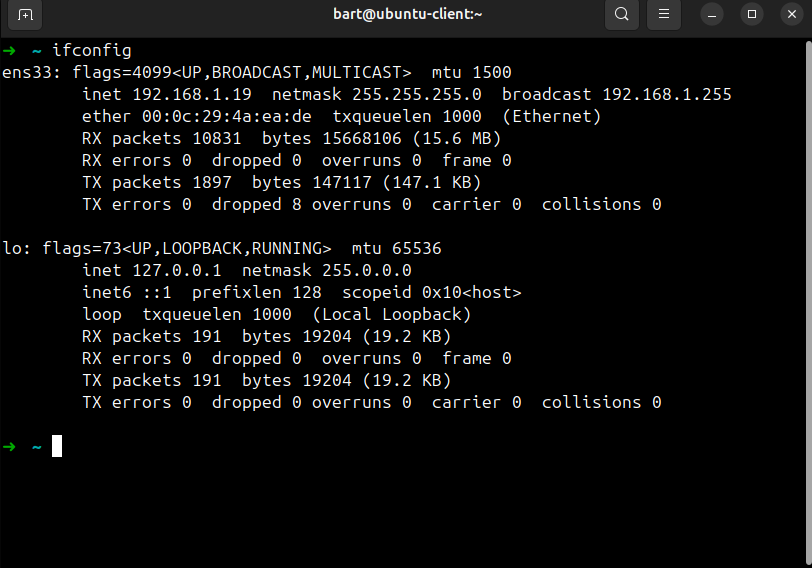 bart@ubuntu-client:~
→ ~ ifconfig
ens33: flags=4099<UP,BROADCAST,MULTICAST>  mtu 1500
        inet 192.168.1.19  netmask 255.255.255.0  broadcast 192.168.1.255
        ether 00:0c:29:4a:ea:de  txqueuelen 1000  (Ethernet)
        RX packets 10831  bytes 15668106 (15.6 MB)
        RX errors 0  dropped 0  overruns 0  frame 0
        TX packets 1897  bytes 147117 (147.1 KB)
        TX errors 0  dropped 8 overruns 0  carrier 0  collisions 0
lo: flags=73<UP,LOOPBACK,RUNNING>  mtu 65536
        inet 127.0.0.1  netmask 255.0.0.0
        inet6 ::1  prefixlen 128  scopeid 0x10<host>
        loop  txqueuelen 1000  (Local Loopback)
        RX packets 191  bytes 19204 (19.2 KB)
        RX errors 0  dropped 0  overruns 0  frame 0
        TX packets 191  bytes 19204 (19.2 KB)
        TX errors 0  dropped 0 overruns 0  carrier 0  collisions 0
→ ~